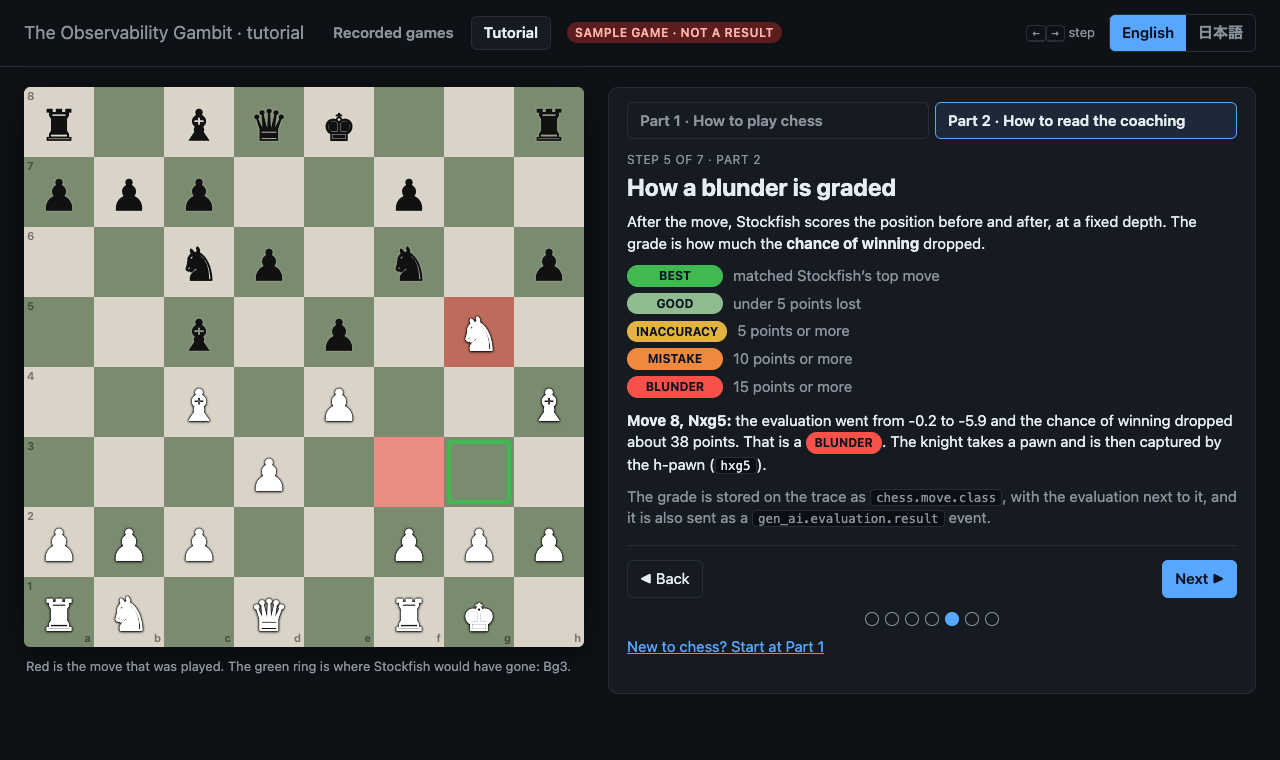 The Observability Gambit · tutorial
Recorded games
Tutorial
SAMPLE GAME · NOT A RESULT
← → step
English
日本語
8
7
6
5
4
3
2
1
a
b
c
d
e
f
g
h
Red is the move that was played. The green ring is where Stockfish would have gone: Bg3.
Part 1 · How to play chess
Part 2 · How to read the coaching
STEP 5 OF 7 · PART 2
How a blunder is graded
After the move, Stockfish scores the position before and after, at a fixed depth. The
grade is how much the chance of winning dropped.
BEST matched Stockfish's top move
GOOD under 5 points lost
INACCURACY 5 points or more
MISTAKE 10 points or more
BLUNDER 15 points or more
Move 8, Nxg5: the evaluation went from -0.2 to -5.9 and the chance of winning dropped
about 38 points. That is a BLUNDER. The knight takes a pawn and is then captured by
the h-pawn (hxg5).
The grade is stored on the trace as chess.move.class, with the evaluation next to it, and
it is also sent as a gen_ai.evaluation.result event.
◀ Back
Next ▶
New to chess? Start at Part 1